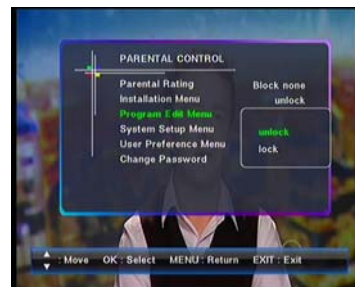 PARENTAL CONTROL
Parental Rating Block none
Installation Menu unlock
Program Edit Menu unlock
System Setup Menu lock
User Preference Menu
Change Password
: Move OK : Select MENU : Return EXIT : Exit